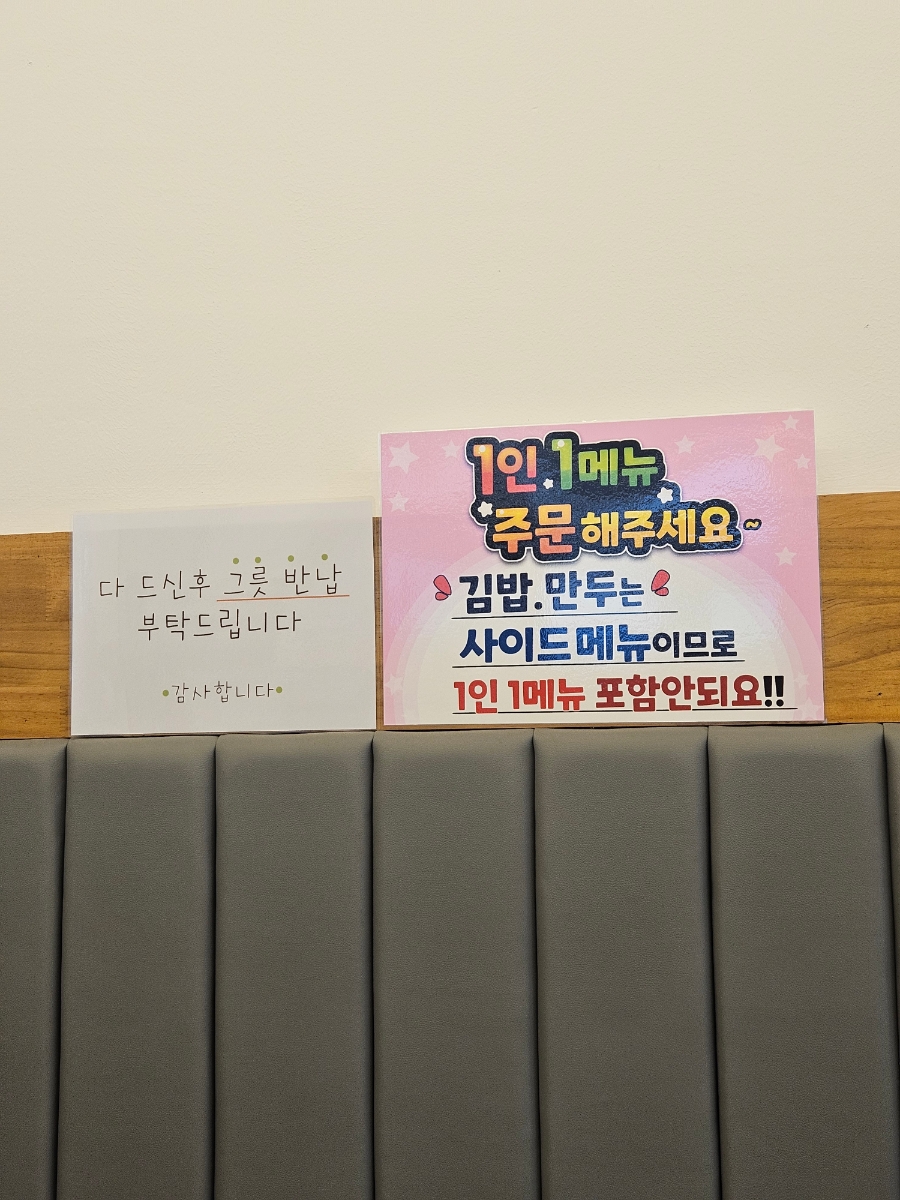 다 드신후 그릇 반납
부탁드립니다
감사합니다
1인 1메뉴
주문해주세요~
김밥.만두는
사이드메뉴이므로
1인 1메뉴 포함안되요!!